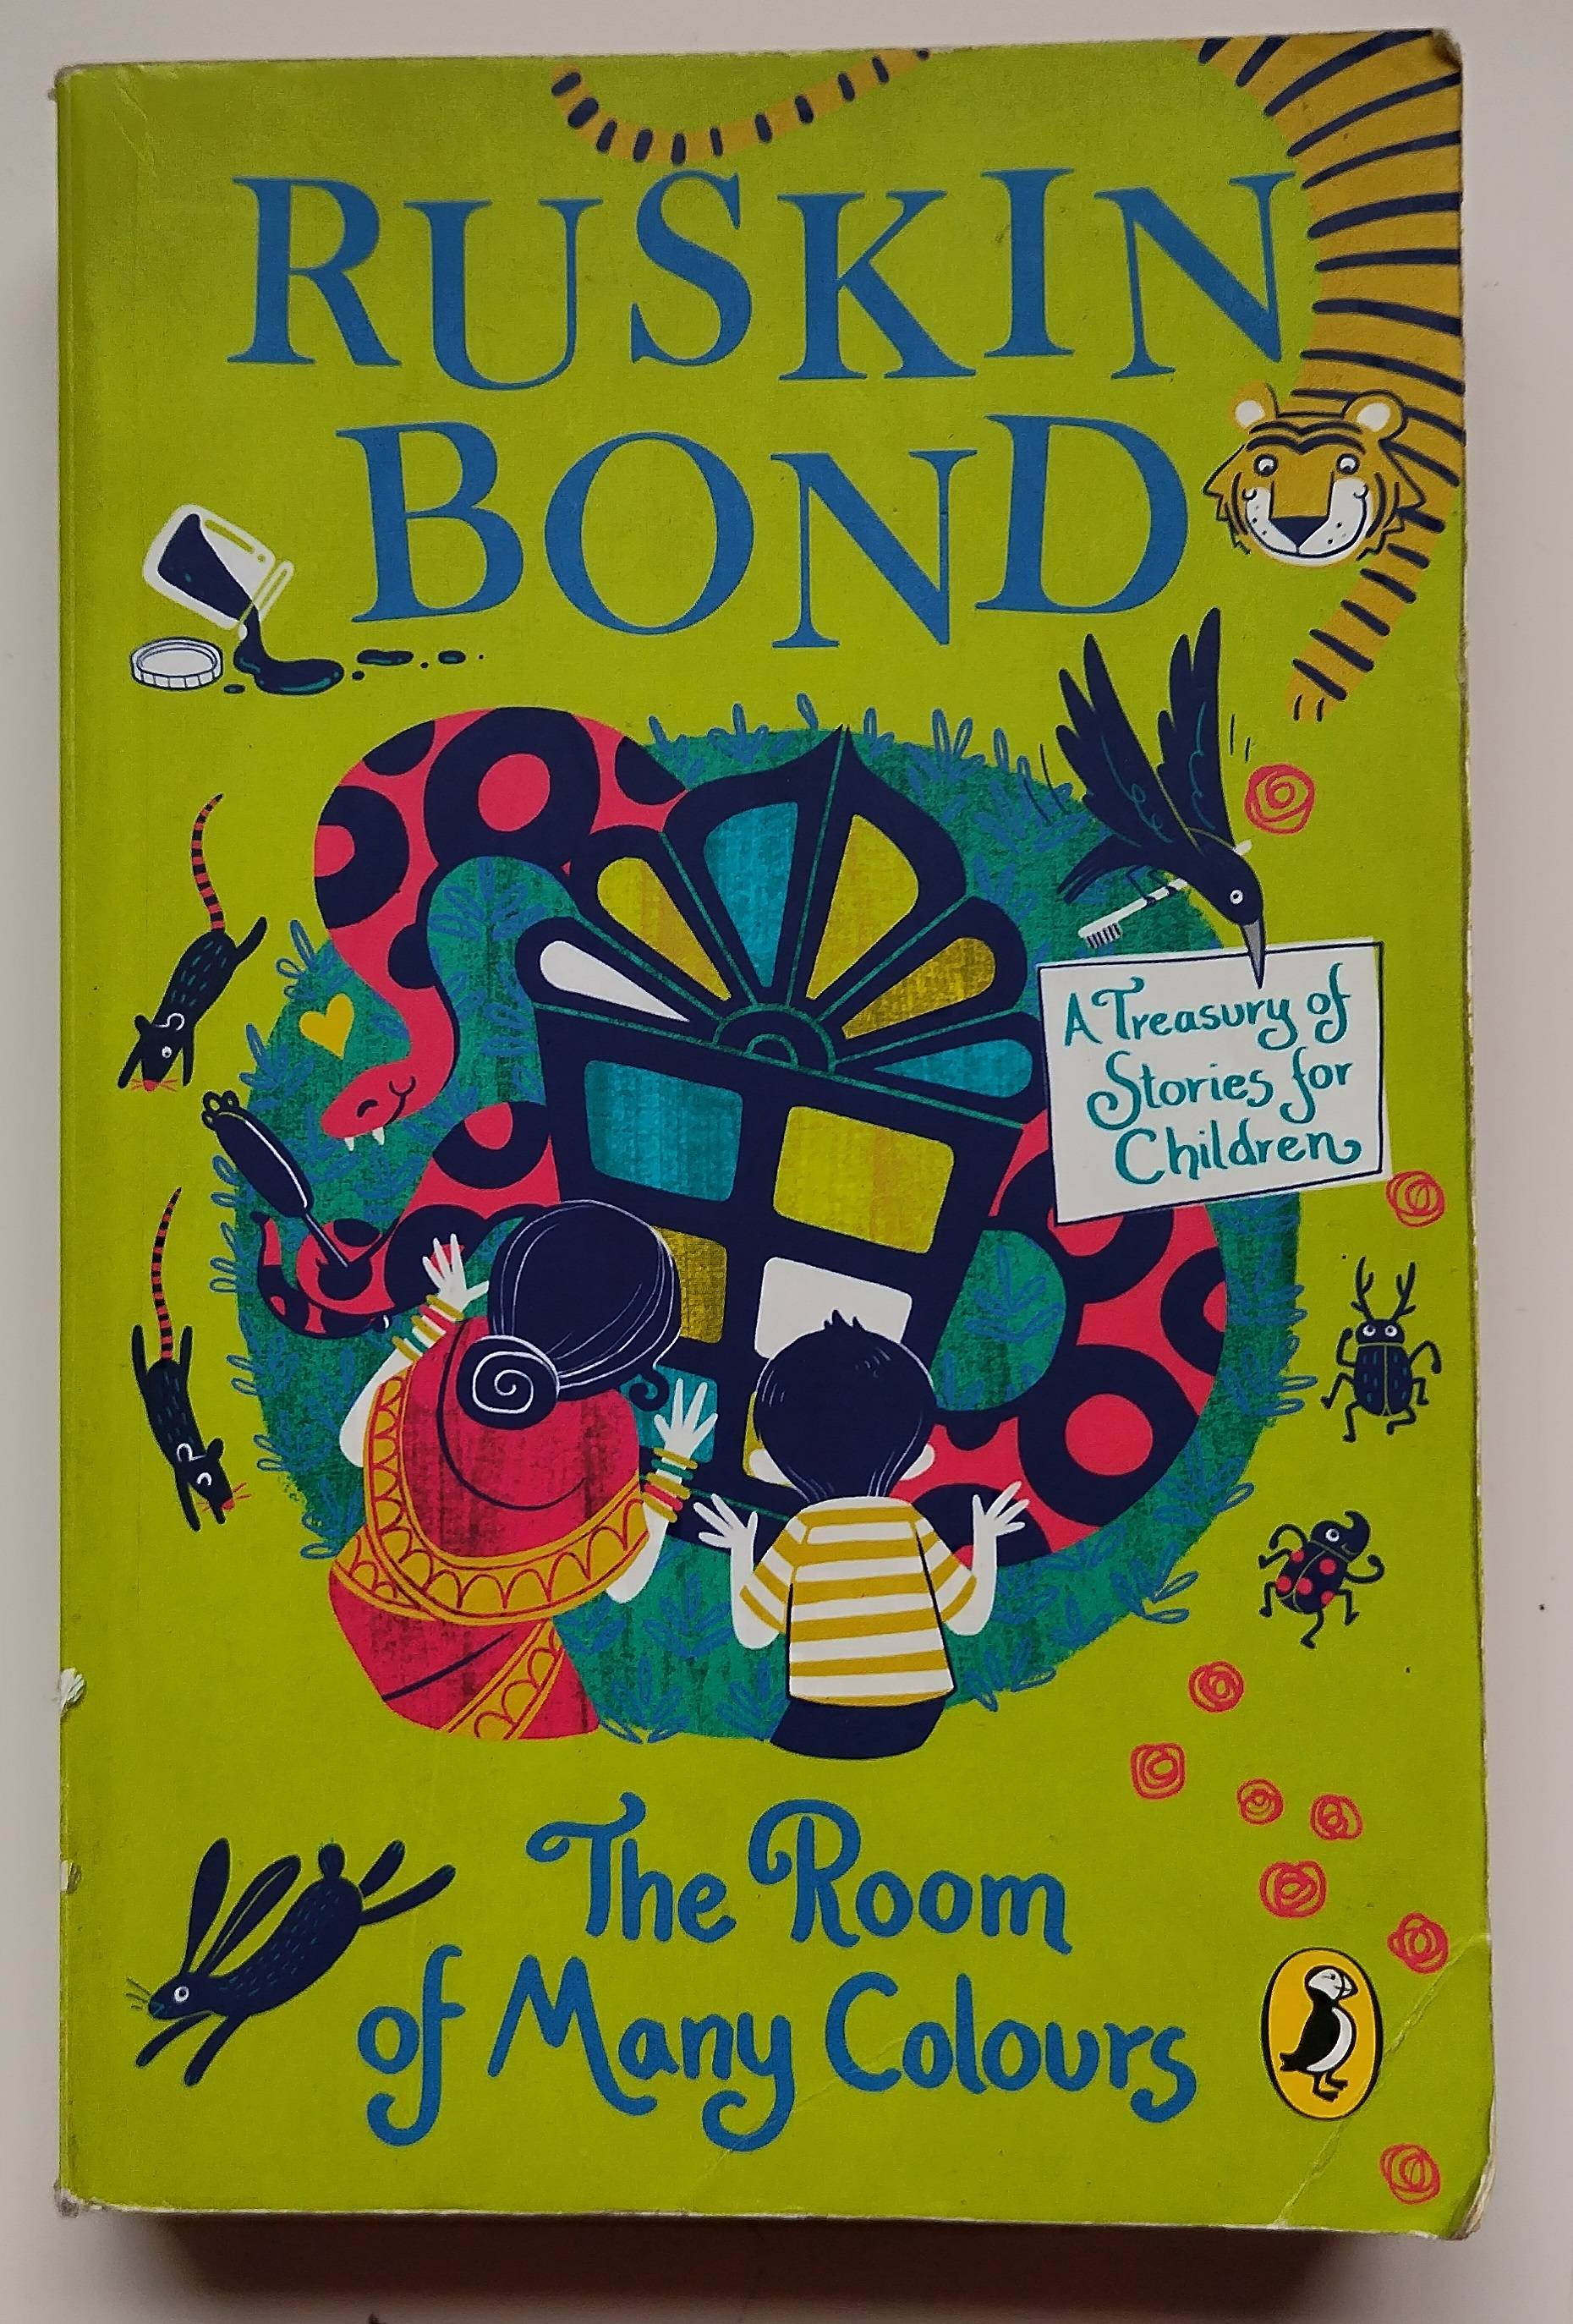 RUSKIN
BOND
A Treasury of
Stories for
Children
The Room
of Many Colours